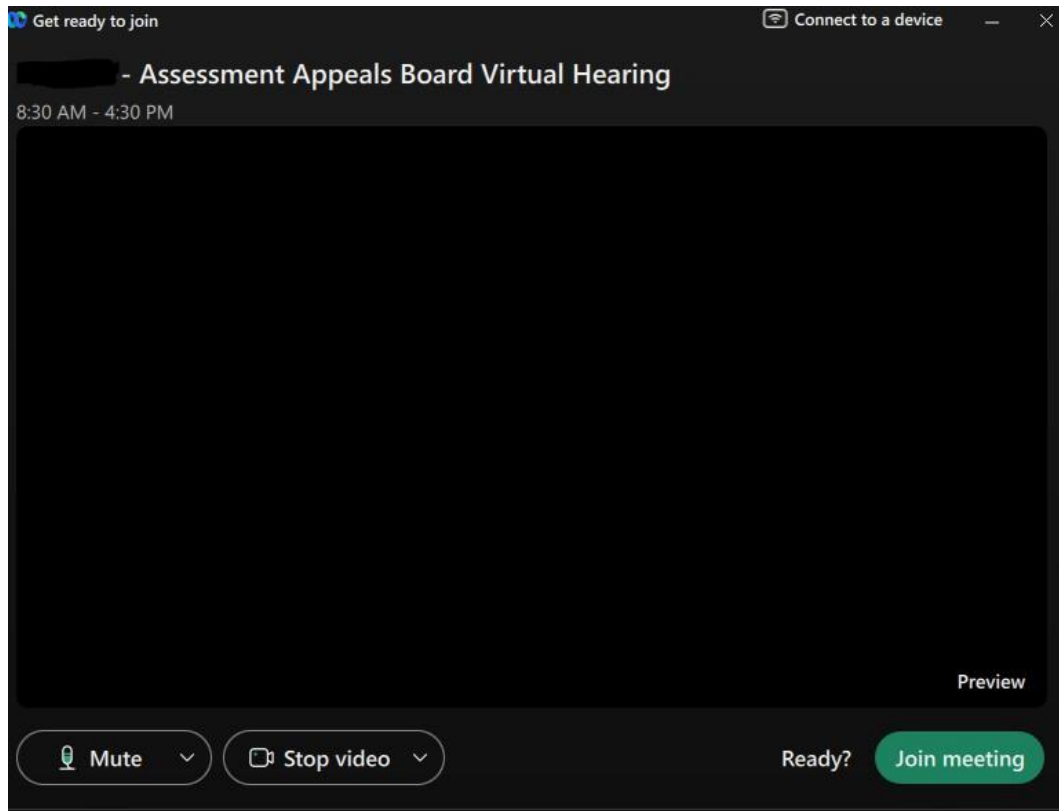 Get ready to join Connect to a device
- Assessment Appeals Board Virtual Hearing
8:30 AM - 4:30 PM
Preview
Mute Stop video Ready? Join meeting